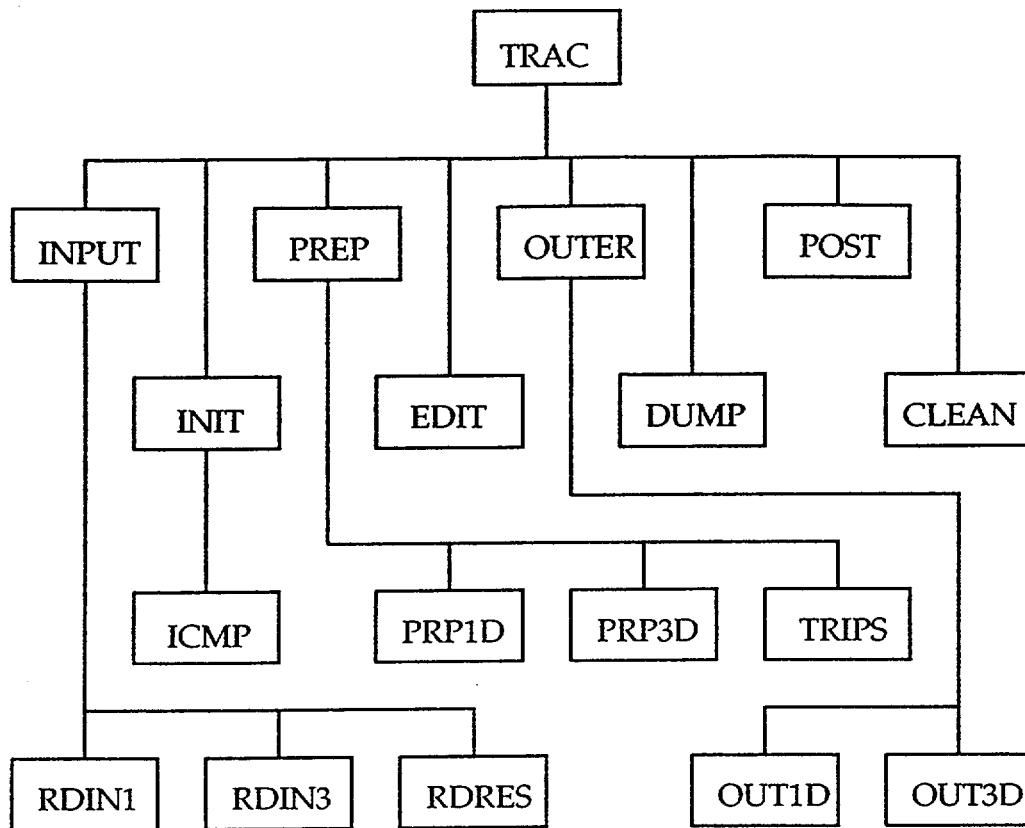 TRAC
INPUT
PREP
OUTER
POST
INIT
EDIT
DUMP
CLEAN
ICMP
PRP1D
PRP3D
TRIPS
RDIN1
RDIN3
RDRES
OUT1D
OUT3D